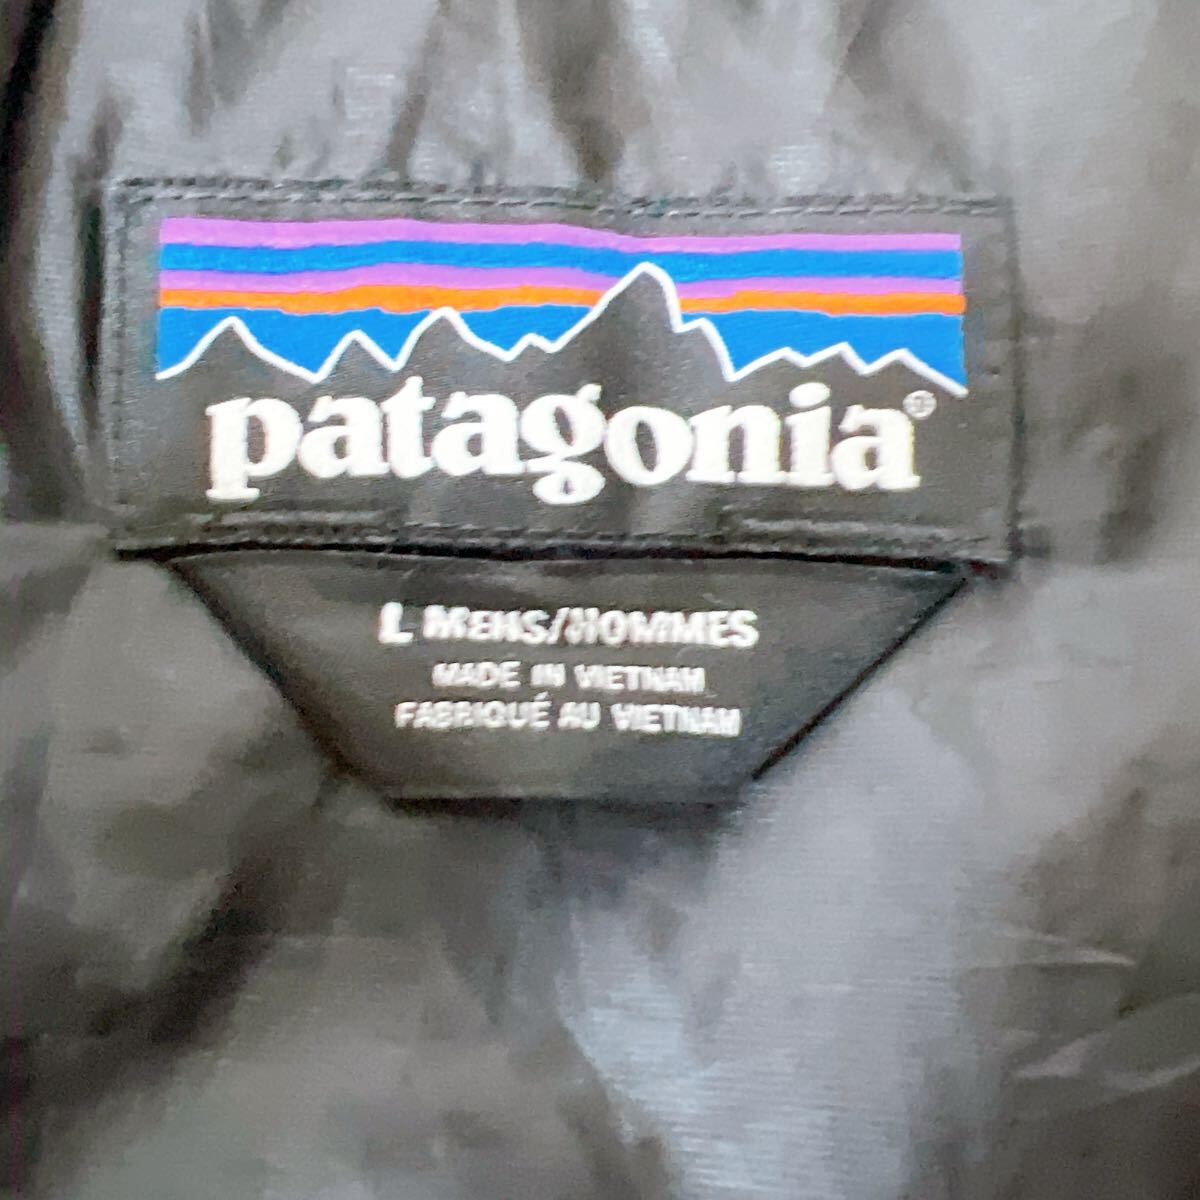 patagonia®
L MENS/HOMMES
MADE IN VIETNAM
FABRIQUÉ AU VIETNAM